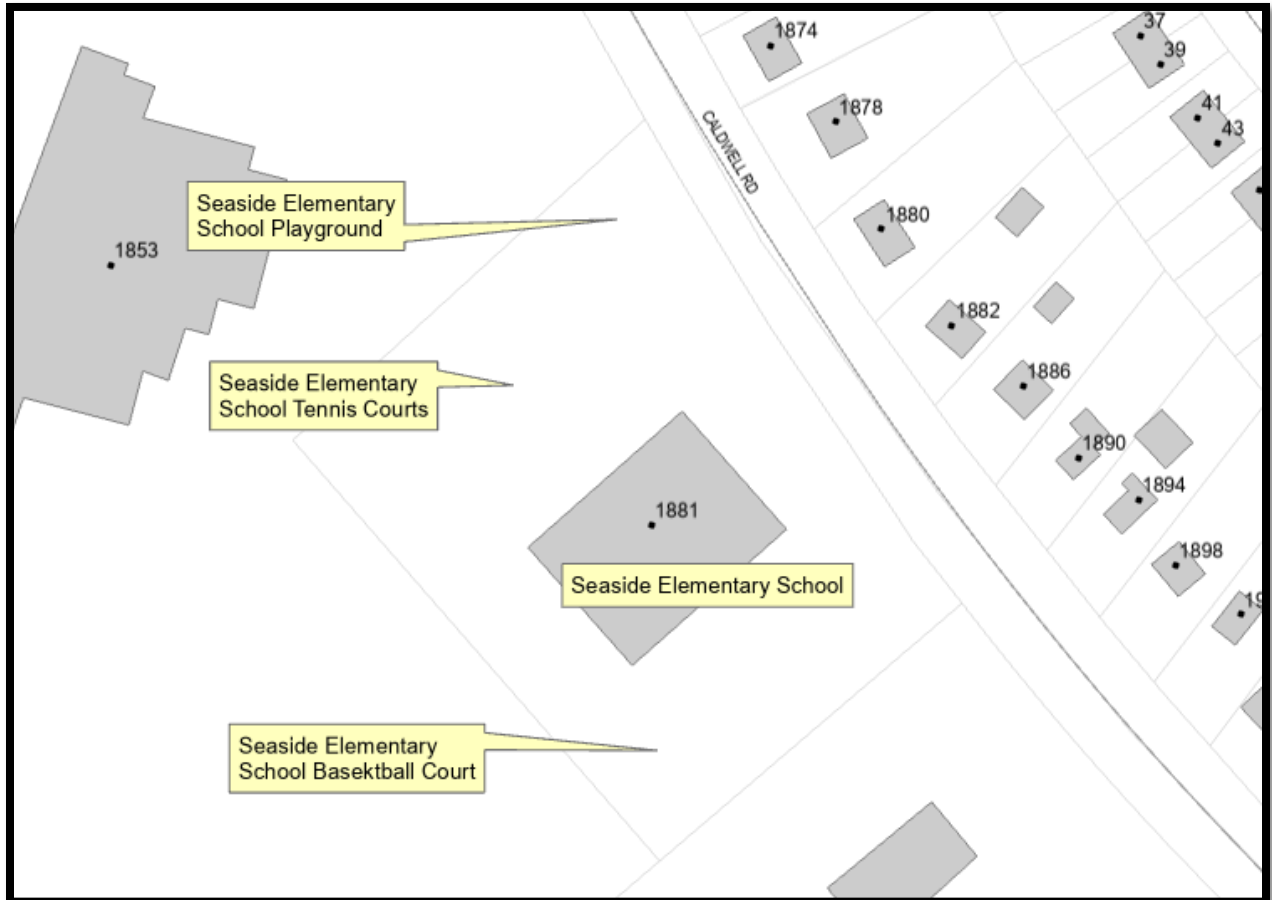 37
1874
39
1878
41
CALDWELL RD
43
Seaside Elementary
School Playground
1880
1853
1882
1886
Seaside Elementary
School Tennis Courts
1890
1894
1881
1898
Seaside Elementary School
Seaside Elementary
School Basektball Court